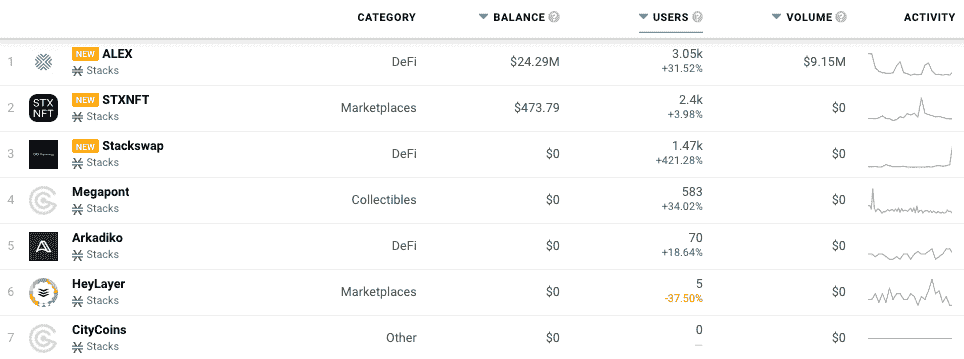 CATEGORY BALANCE USERS VOLUME ACTIVITY
1 NEW ALEX Stacks DeFi $24.29M 3.05k +31.52% $9.15M
2 STX NFT NEW STXNFT Stacks Marketplaces $473.79 2.4k +3.98% $0
3 NEW Stackswap Stacks DeFi $0 1.47k +421.28% $0
4 Megapont Stacks Collectibles $0 583 +34.02% $0
5 Arkadiko Stacks DeFi $0 70 +18.64% $0
6 HeyLayer Stacks Marketplaces $0 5 -37.50% $0
7 CityCoins Stacks Other $0 0 — $0